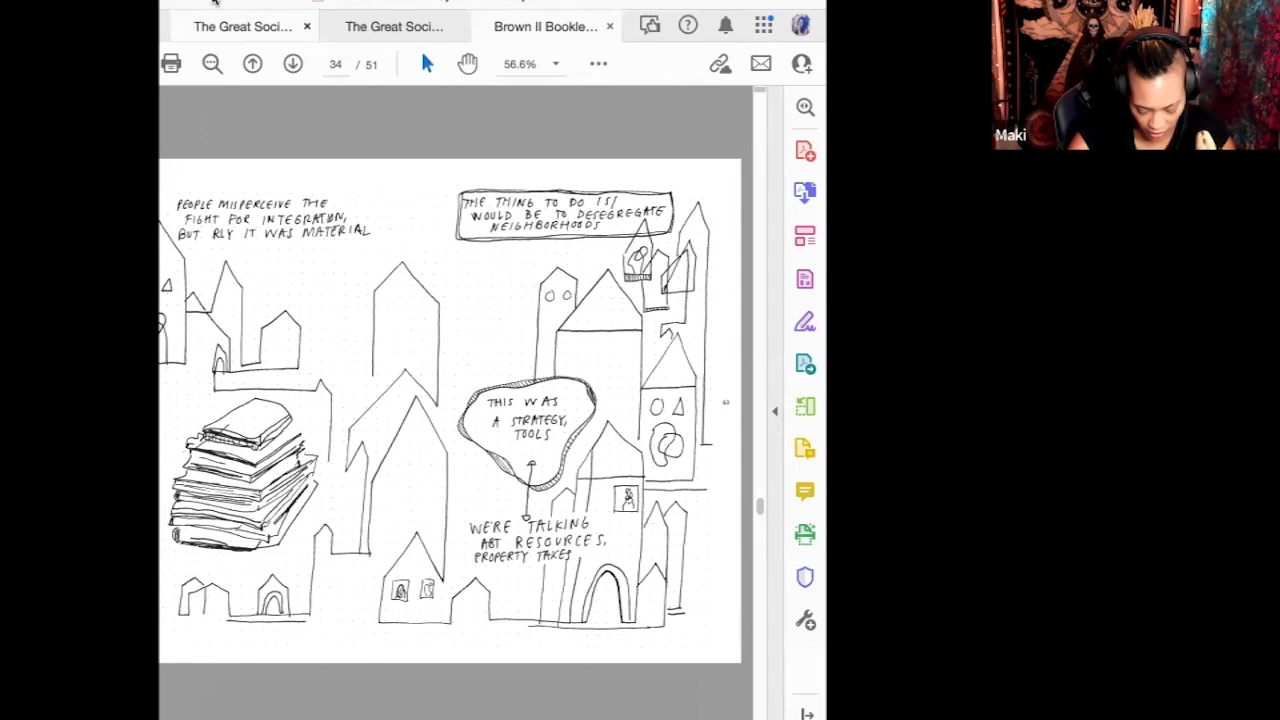 The Great Soci... ×
The Great Soci...
Brown II Bookle... ×
34 / 51
56.6%
Maki
PEOPLE MISPERCEIVE THE
FIGHT FOR INTEGRATION,
BUT RLY IT WAS MATERIAL
THE THING TO DO IS/
WOULD BE TO DESEGREGATE
NEIGHBORHOODS
THIS WAS
A STRATEGY,
TOOLS
WE'RE TALKING
ABT RESOURCES,
PROPERTY TAXES